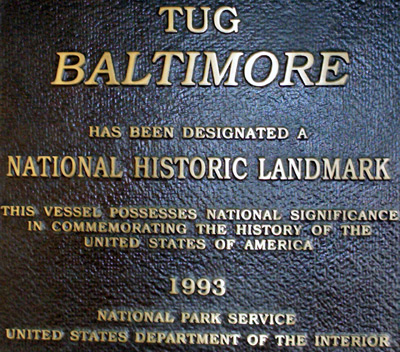 TUG
BALTIMORE
HAS BEEN DESIGNATED A
NATIONAL HISTORIC LANDMARK
THIS VESSEL POSSESSES NATIONAL SIGNIFICANCE
IN COMMEMORATING THE HISTORY OF THE
UNITED STATES OF AMERICA
1993
NATIONAL PARK SERVICE
UNITED STATES DEPARTMENT OF THE INTERIOR